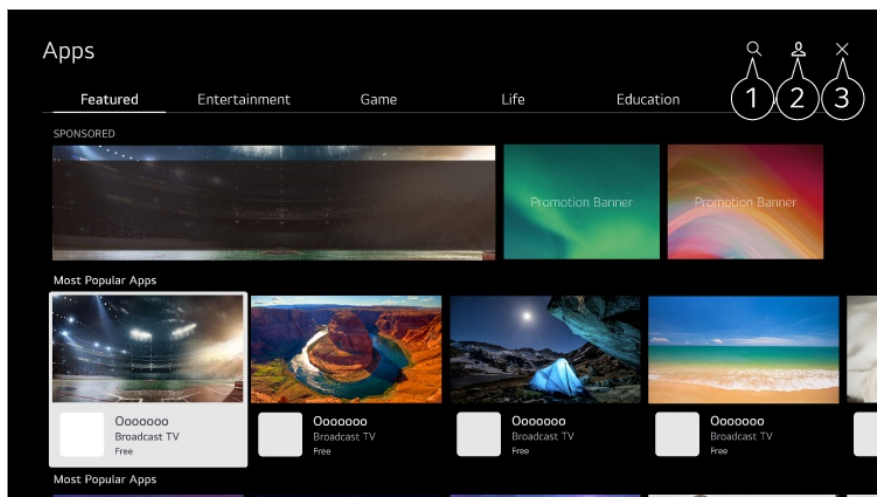 Apps
1 2 3
Featured Entertainment Game Life Education
SPONSORED
Promotion Banner Promotion Banner
Most Popular Apps
Ooooooo Ooooooo Ooooooo Ooooooo
Broadcast TV Broadcast TV Broadcast TV Broadcast TV
Free Free Free Free
Most Popular Apps